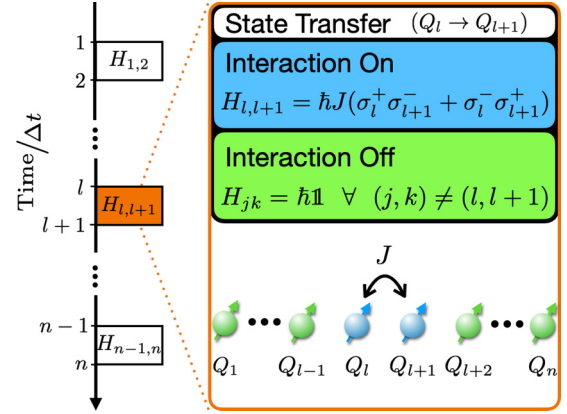 Time/Δt
1
H_{1,2}
2
l
H_{l,l+1}
l + 1
n − 1
H_{n−1,n}
n
State Transfer (Q_l → Q_{l+1})
Interaction On
H_{l,l+1} = ℏJ(σ_l^+ σ_{l+1}^− + σ_l^− σ_{l+1}^+)
Interaction Off
H_{jk} = ℏ𝟙 ∀ (j, k) ≠ (l, l + 1)
J
Q_1 Q_{l−1} Q_l Q_{l+1} Q_{l+2} Q_n